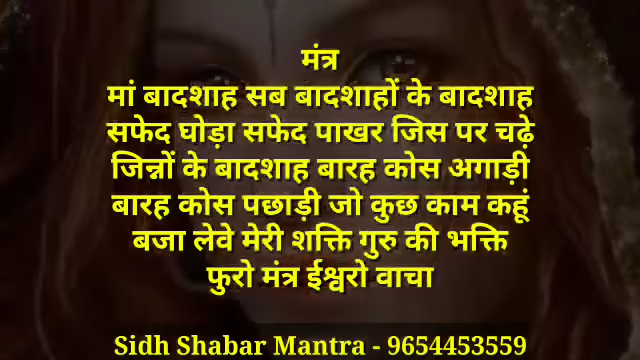 मंत्र
मां बादशाह सब बादशाहों के बादशाह
सफेद घोड़ा सफेद पाखर जिस पर चढ़े
जिन्नों के बादशाह बारह कोस अगाड़ी
बारह कोस पछाड़ी जो कुछ काम कहूं
बजा लेवे मेरी शक्ति गुरु की भक्ति
फुरो मंत्र ईश्वरो वाचा
Sidh Shabar Mantra - 9654453559